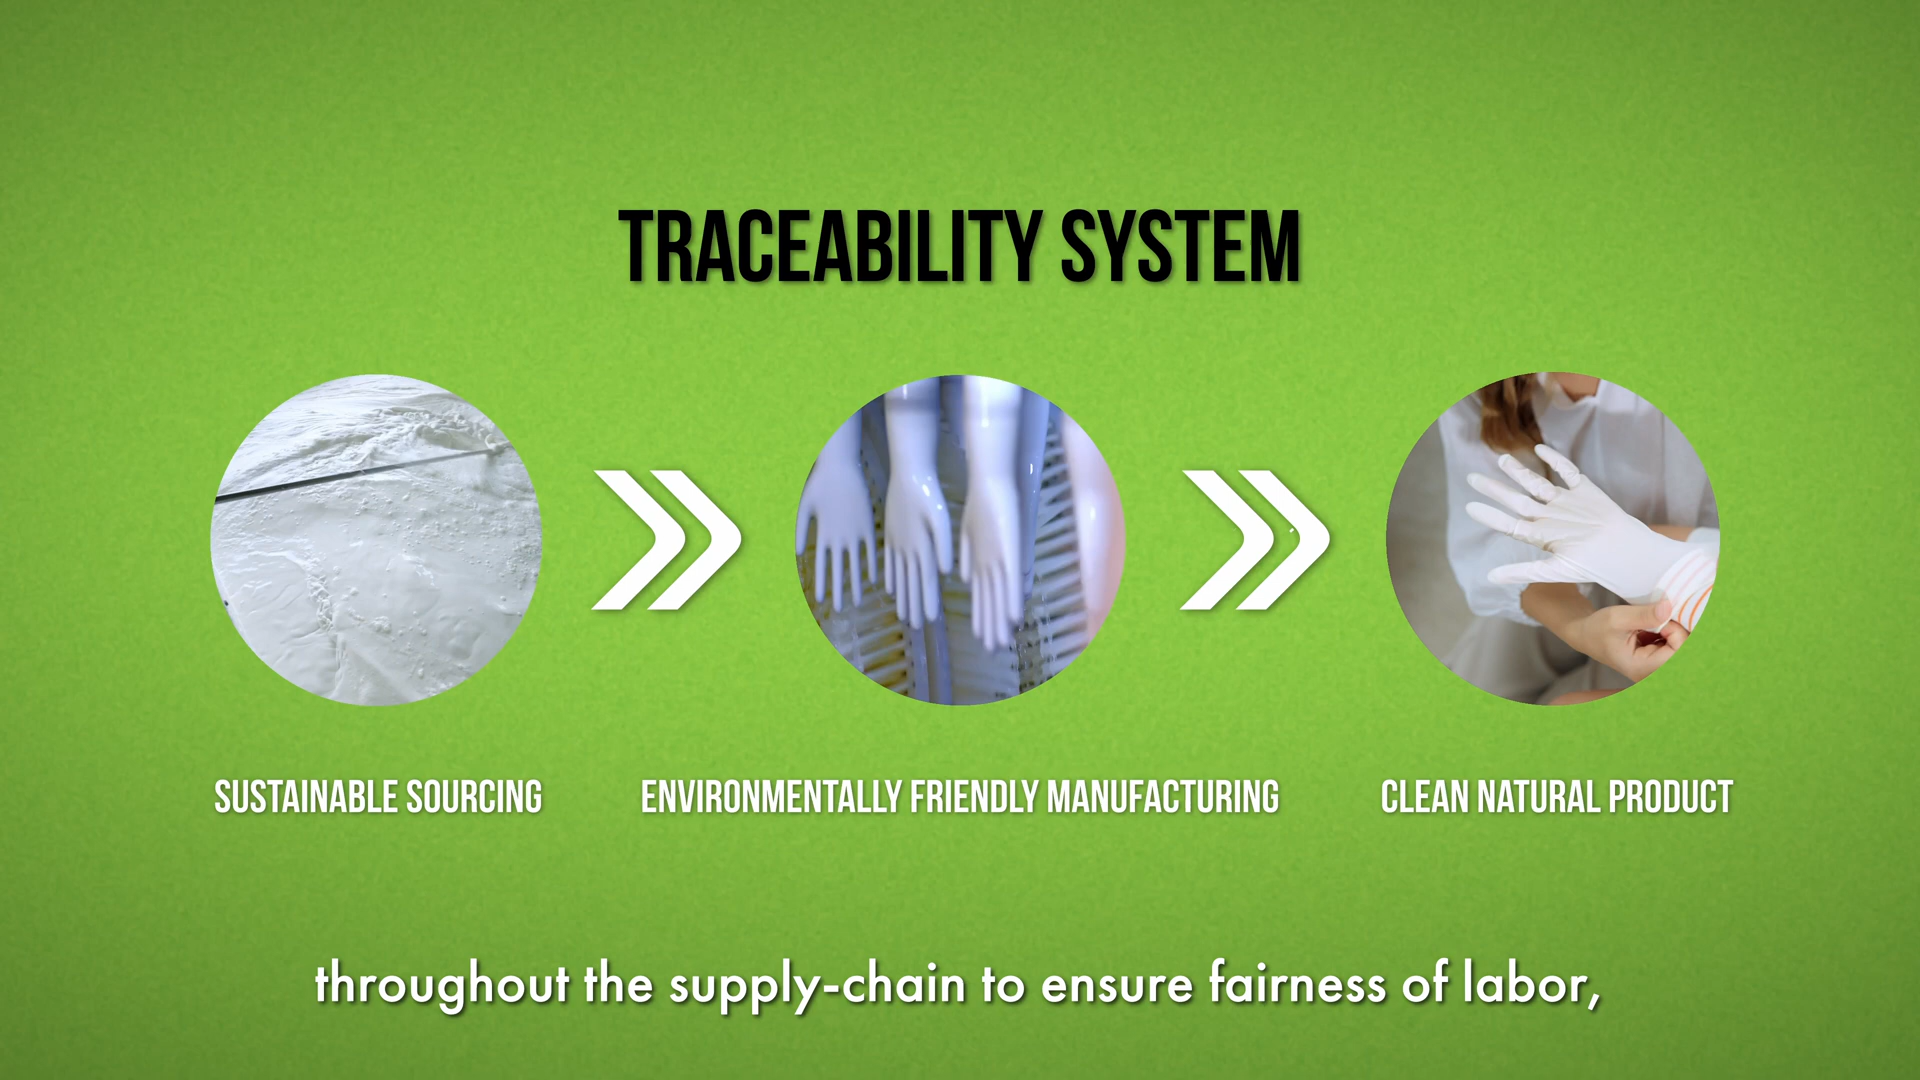 TRACEABILITY SYSTEM
SUSTAINABLE SOURCING
ENVIRONMENTALLY FRIENDLY MANUFACTURING
CLEAN NATURAL PRODUCT
throughout the supply-chain to ensure fairness of labor,